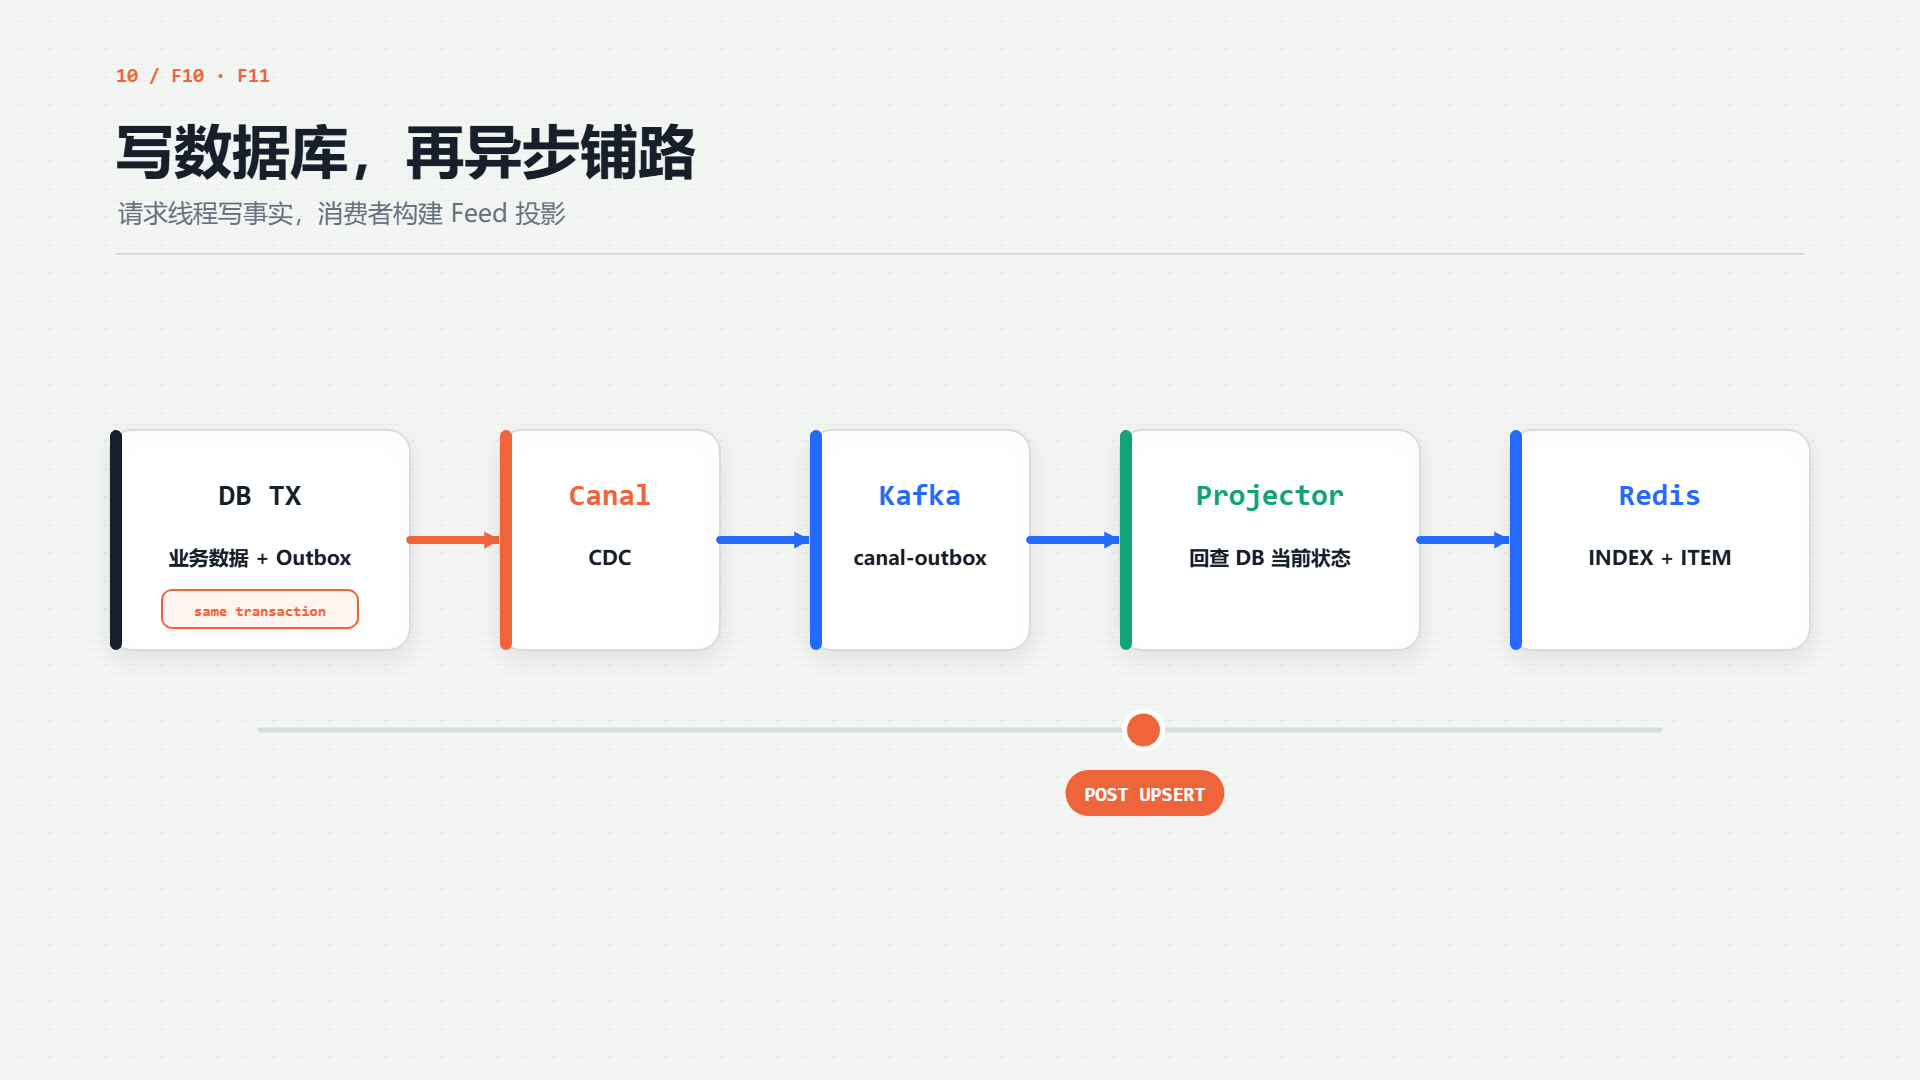 10 / F10 · F11
写数据库，再异步铺路
请求线程写事实，消费者构建 Feed 投影
DB TX
业务数据 + Outbox
same transaction
Canal
CDC
Kafka
canal-outbox
Projector
回查 DB 当前状态
Redis
INDEX + ITEM
POST UPSERT